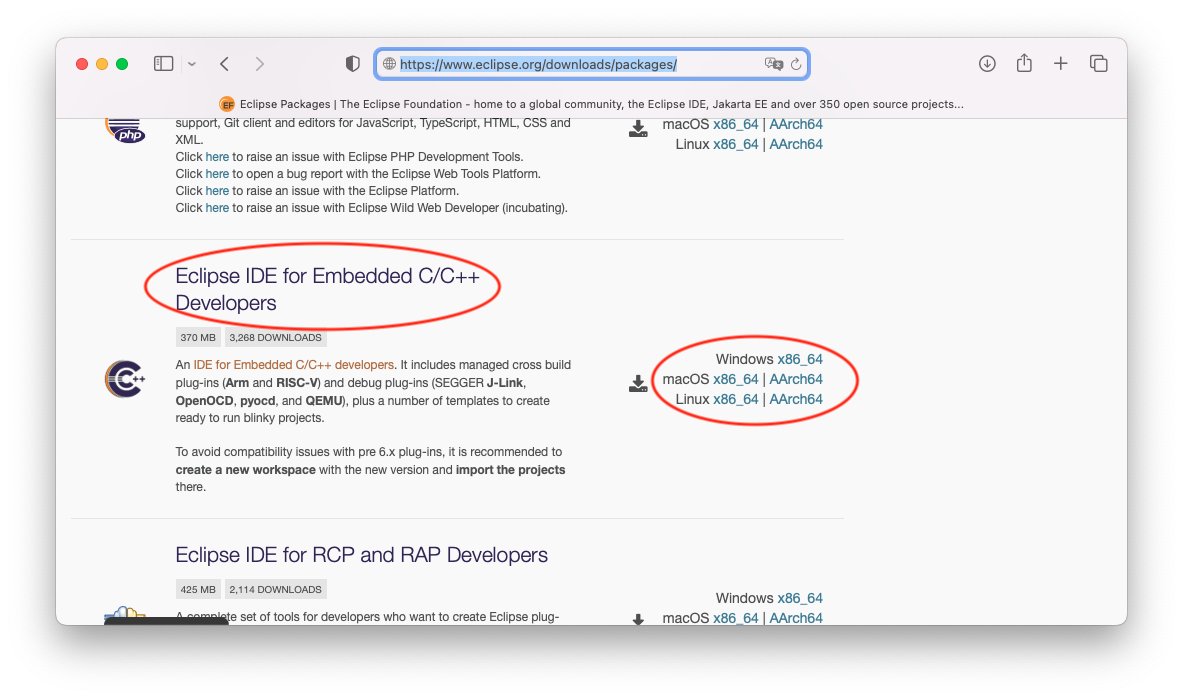 https://www.eclipse.org/downloads/packages/
EF Eclipse Packages | The Eclipse Foundation - home to a global community, the Eclipse IDE, Jakarta EE and over 350 open source projects...
php
support, Git client and editors for JavaScript, TypeScript, HTML, CSS and
XML.
Click here to raise an issue with Eclipse PHP Development Tools.
Click here to open a bug report with the Eclipse Web Tools Platform.
Click here to raise an issue with the Eclipse Platform.
Click here to raise an issue with Eclipse Wild Web Developer (incubating).
macOS x86_64 | AArch64
Linux x86_64 | AArch64
Eclipse IDE for Embedded C/C++
Developers
370 MB 3,268 DOWNLOADS
C++
An IDE for Embedded C/C++ developers. It includes managed cross build
plug-ins (Arm and RISC-V) and debug plug-ins (SEGGER J-Link,
OpenOCD, pyocd, and QEMU), plus a number of templates to create
ready to run blinky projects.
To avoid compatibility issues with pre 6.x plug-ins, it is recommended to
create a new workspace with the new version and import the projects
there.
Windows x86_64
macOS x86_64 | AArch64
Linux x86_64 | AArch64
Eclipse IDE for RCP and RAP Developers
425 MB 2,114 DOWNLOADS
A complete set of tools for developers who want to create Eclipse plug-
Windows x86_64
macOS x86_64 | AArch64